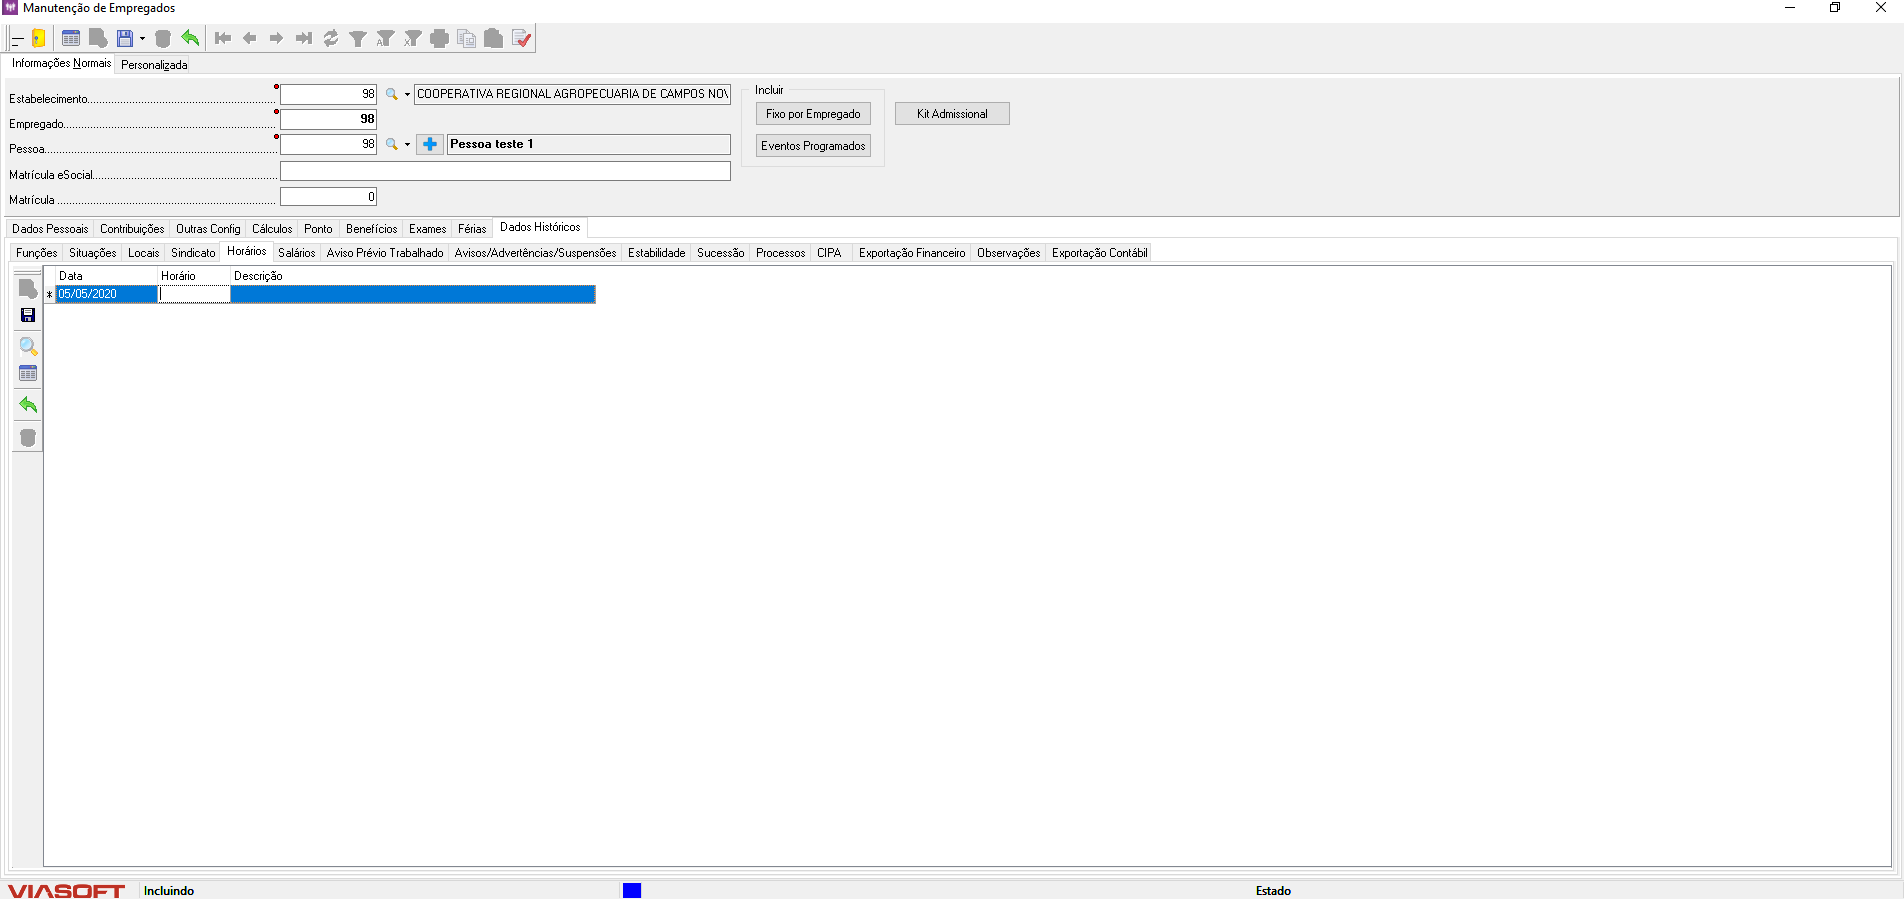 Manutenção de Empregados
Informações Normais Personalizada
Estabelecimento 98 COOPERATIVA REGIONAL AGROPECUARIA DE CAMPOS NOV
Empregado 98
Pessoa 98 Pessoa teste 1
Matrícula eSocial
Matrícula 0
Incluir
Fixo por Empregado
Eventos Programados
Kit Admissional
Dados Pessoais Contribuições Outras Config Cálculos Ponto Benefícios Exames Férias Dados Históricos
Funções Situações Locais Sindicato Horários Salários Aviso Prévio Trabalhado Avisos/Advertências/Suspensões Estabilidade Sucessão Processos CIPA Exportação Financeiro Observações Exportação Contábil
Data Horário Descrição
* 05/05/2020
VIASOFT Incluindo Estado